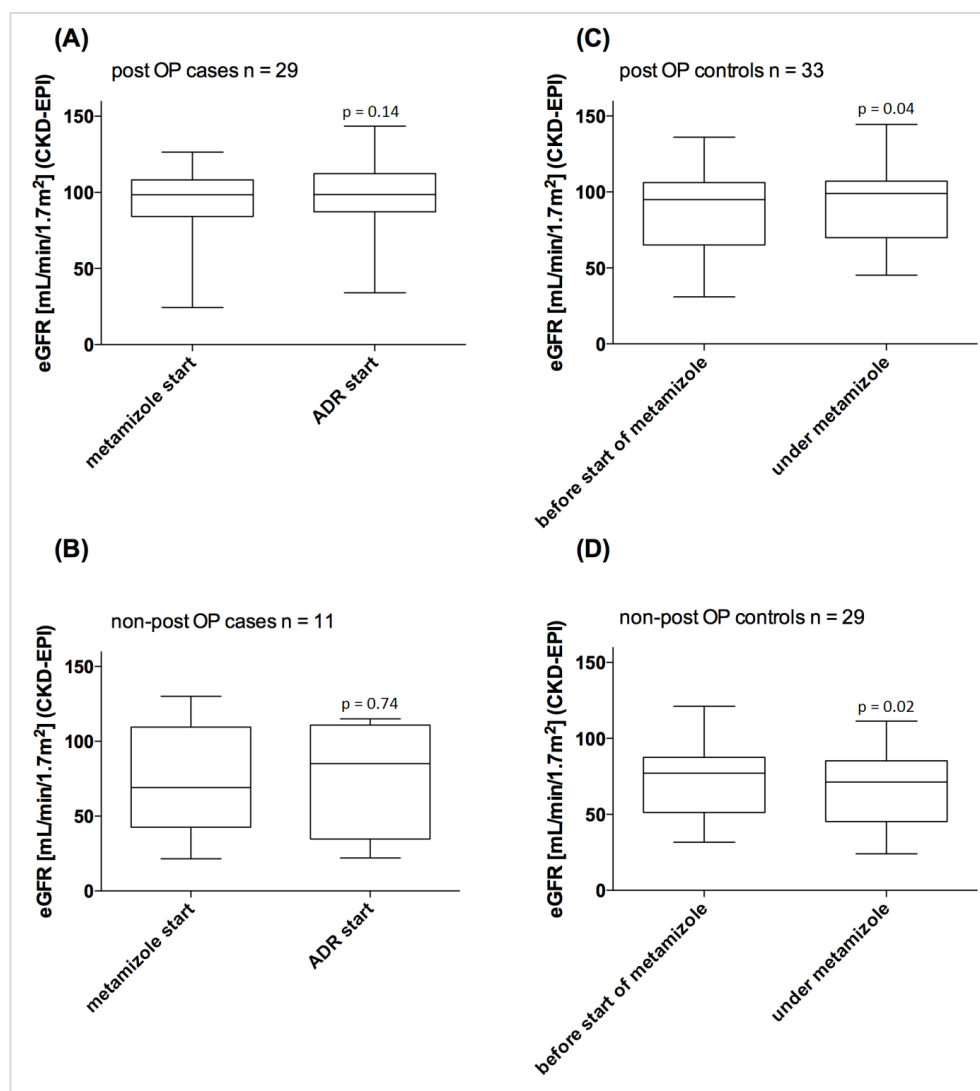 (A)
post OP cases n = 29
eGFR [mL/min/1.7m²] (CKD-EPI)
150
100
50
0
p = 0.14
metamizole start
ADR start
(C)
post OP controls n = 33
eGFR [mL/min/1.7m²] (CKD-EPI)
150
100
50
0
p = 0.04
before start of metamizole
under metamizole
(B)
non-post OP cases n = 11
eGFR [mL/min/1.7m²] (CKD-EPI)
150
100
50
0
p = 0.74
metamizole start
ADR start
(D)
non-post OP controls n = 29
eGFR [mL/min/1.7m²] (CKD-EPI)
150
100
50
0
p = 0.02
before start of metamizole
under metamizole